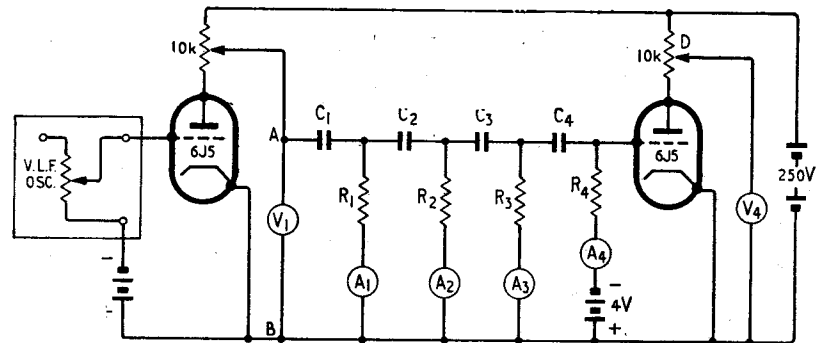 10k
D
10k
C1
C2
C3
C4
A
6J5
6J5
V.L.F.
OSC.
R1
R2
R3
R4
250V
V1
V4
A1
A2
A3
A4
-
-
4V
+
-
B